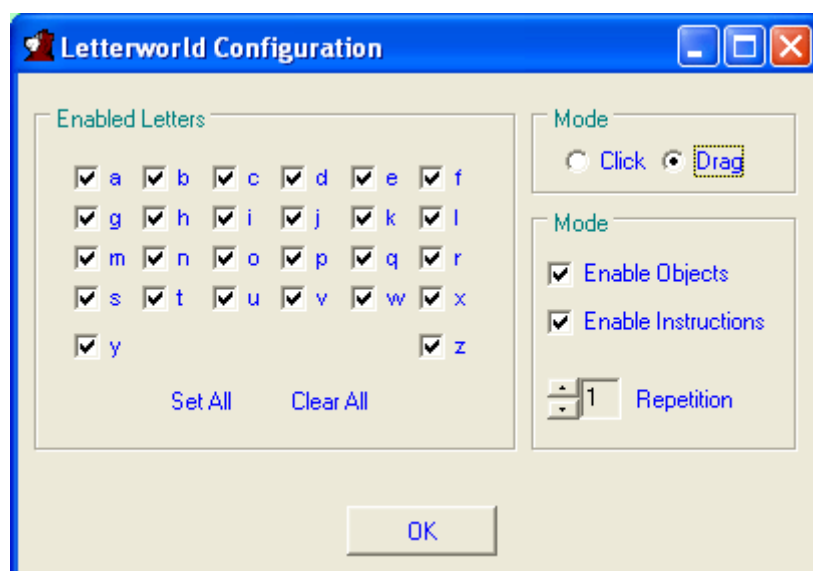 Letterworld Configuration
Enabled Letters
a b c d e f
g h i j k l
m n o p q r
s t u v w x
y z
Set All Clear All
Mode
Click Drag
Mode
Enable Objects
Enable Instructions
1 Repetition
OK